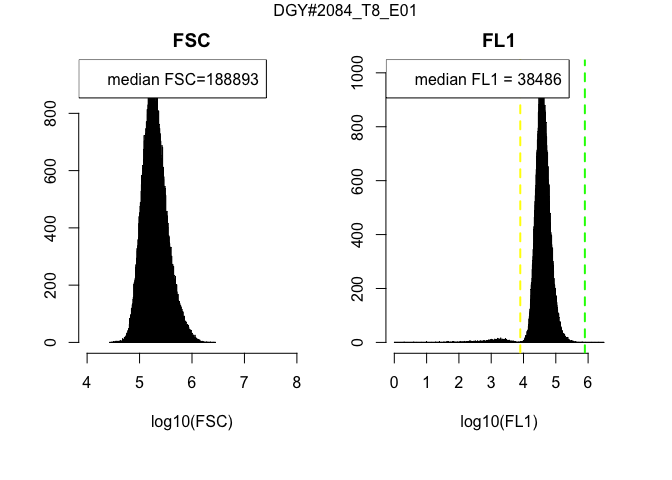 DGY#2084_T8_E01
FSC
median FSC=188893
0 200 400 600 800
4 5 6 7 8
log10(FSC)
FL1
median FL1 = 38486
0 200 400 600 800 1000
0 1 2 3 4 5 6
log10(FL1)